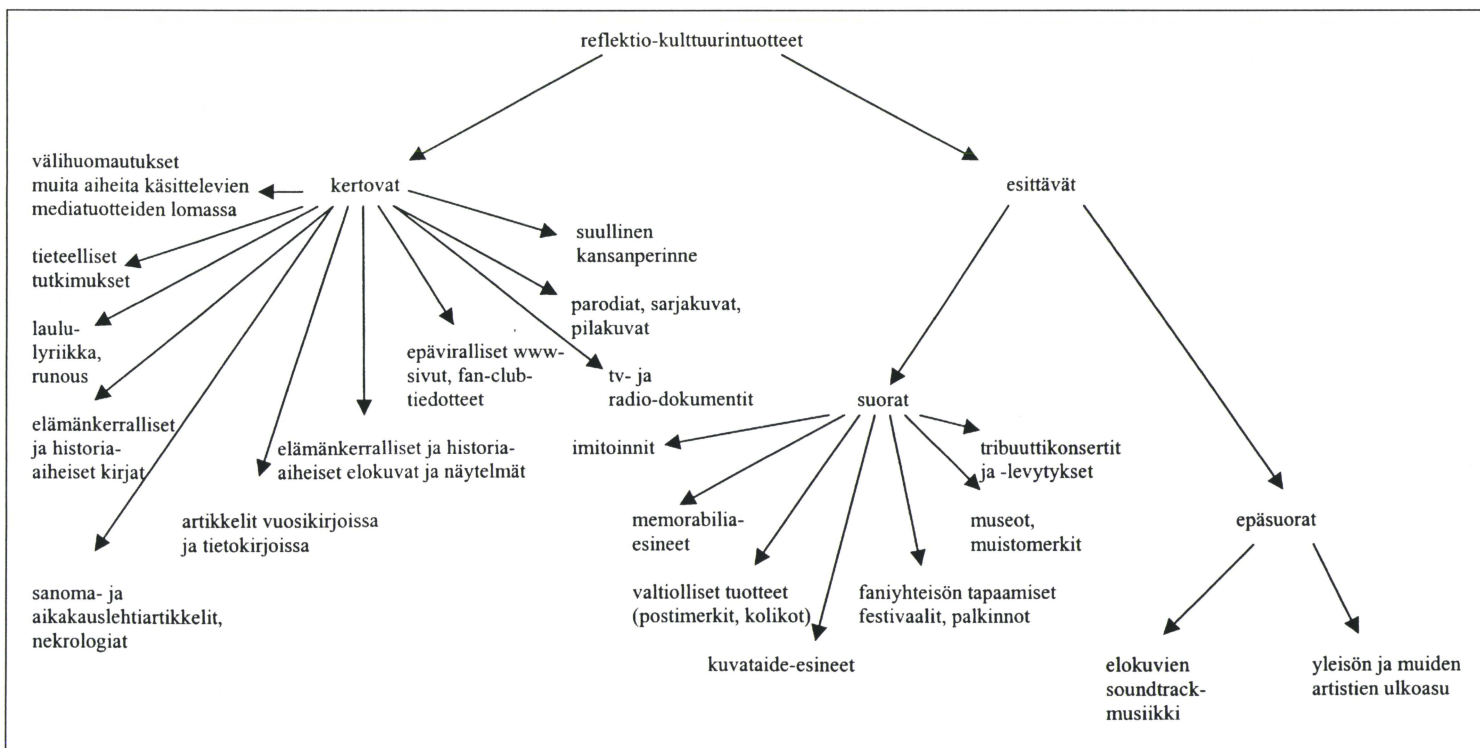 reflektio-kulttuurintuotteet
välihuomautukset
muita aiheita käsittelevien
mediatuotteiden lomassa
kertovat
esittävät
suullinen
kansanperinne
tieteelliset
tutkimukset
parodiat, sarjakuvat,
pilakuvat
laulu-
lyriikka,
runous
epäviralliset www-
sivut, fan-club-
tiedotteet
tv- ja
radio-dokumentit
suorat
elämänkerralliset
ja historia-
aiheiset kirjat
elämänkerralliset ja historia-
aiheiset elokuvat ja näytelmät
imitoinnit
tribuuttikonsertit
ja -levytykset
artikkelit vuosikirjoissa
ja tietokirjoissa
memorabilia-
esineet
museot,
muistomerkit
epäsuorat
sanoma- ja
aikakauslehtiartikkelit,
nekrologiat
valtiolliset tuotteet
(postimerkit, kolikot)
faniyhteisön tapaamiset
festivaalit, palkinnot
kuvataide-esineet
elokuvien
soundtrack-
musiikki
yleisön ja muiden
artistien ulkoasu